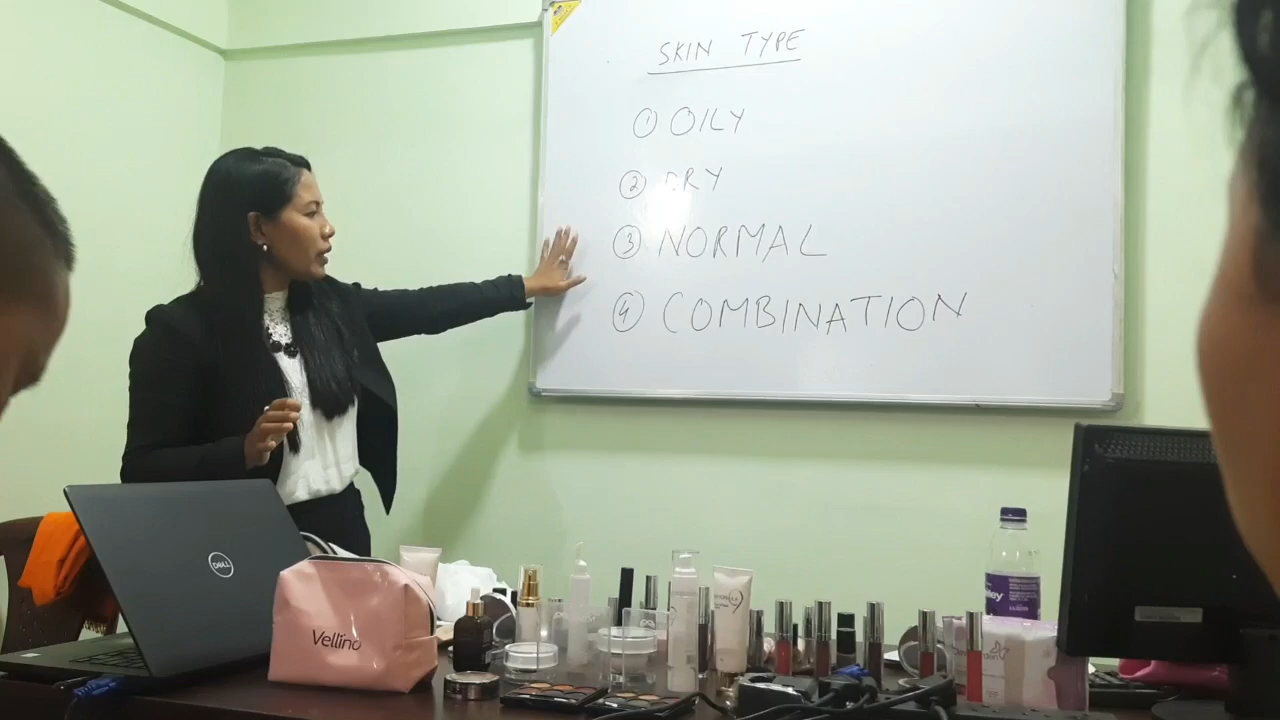 SKIN TYPE
① OILY
② DRY
③ NORMAL
④ COMBINATION
DELL
Vellino